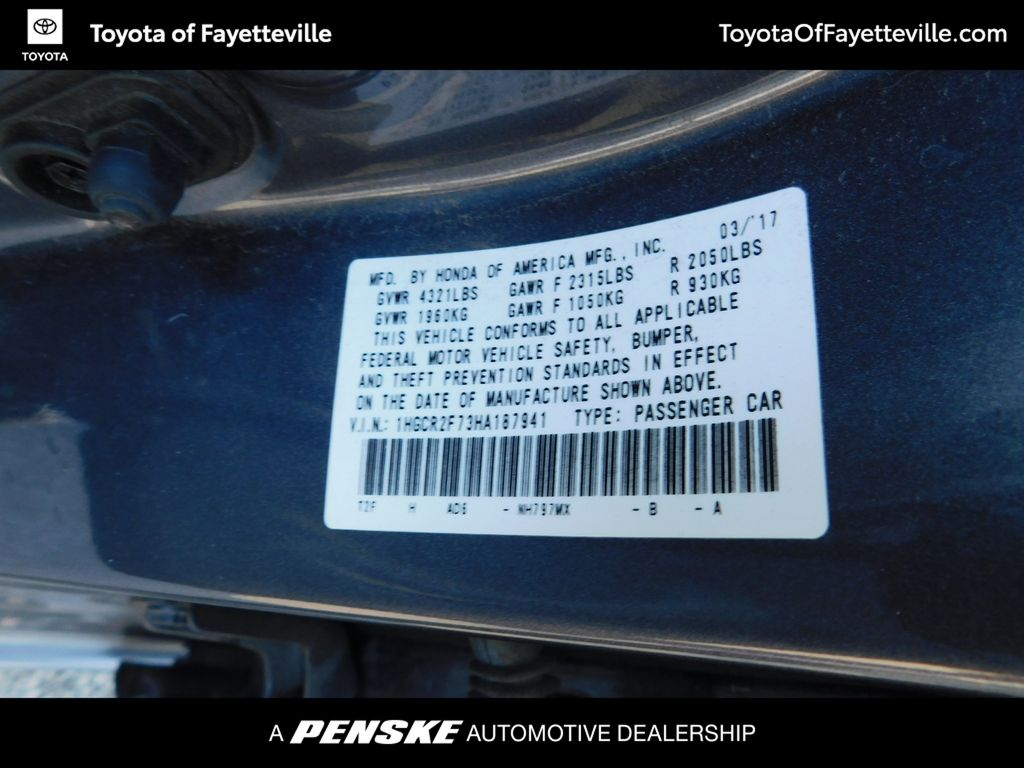 TOYOTA
Toyota of Fayetteville
ToyotaOfFayetteville.com
MFD. BY HONDA OF AMERICA MFG., INC. 03/'17
GVWR 4321LBS GAWR F 2315LBS R 2050LBS
GVWR 1960KG GAWR F 1050KG R 930KG
THIS VEHICLE CONFORMS TO ALL APPLICABLE
FEDERAL MOTOR VEHICLE SAFETY, BUMPER,
AND THEFT PREVENTION STANDARDS IN EFFECT
ON THE DATE OF MANUFACTURE SHOWN ABOVE.
V.I.N.: 1HGCR2F73HA187941 TYPE: PASSENGER CAR
T2F H AD6 - NH797MX - B - A
A PENSKE AUTOMOTIVE DEALERSHIP